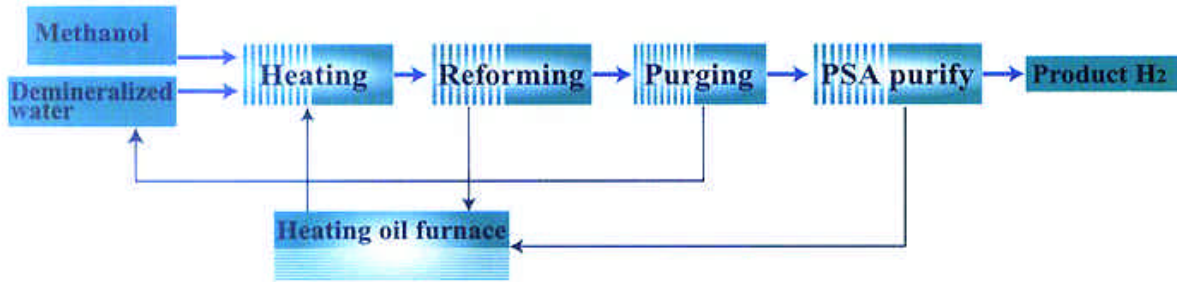 Methanol
Demineralized
water
Heating
Reforming
Purging
PSA purify
Product H₂
Heating oil furnace